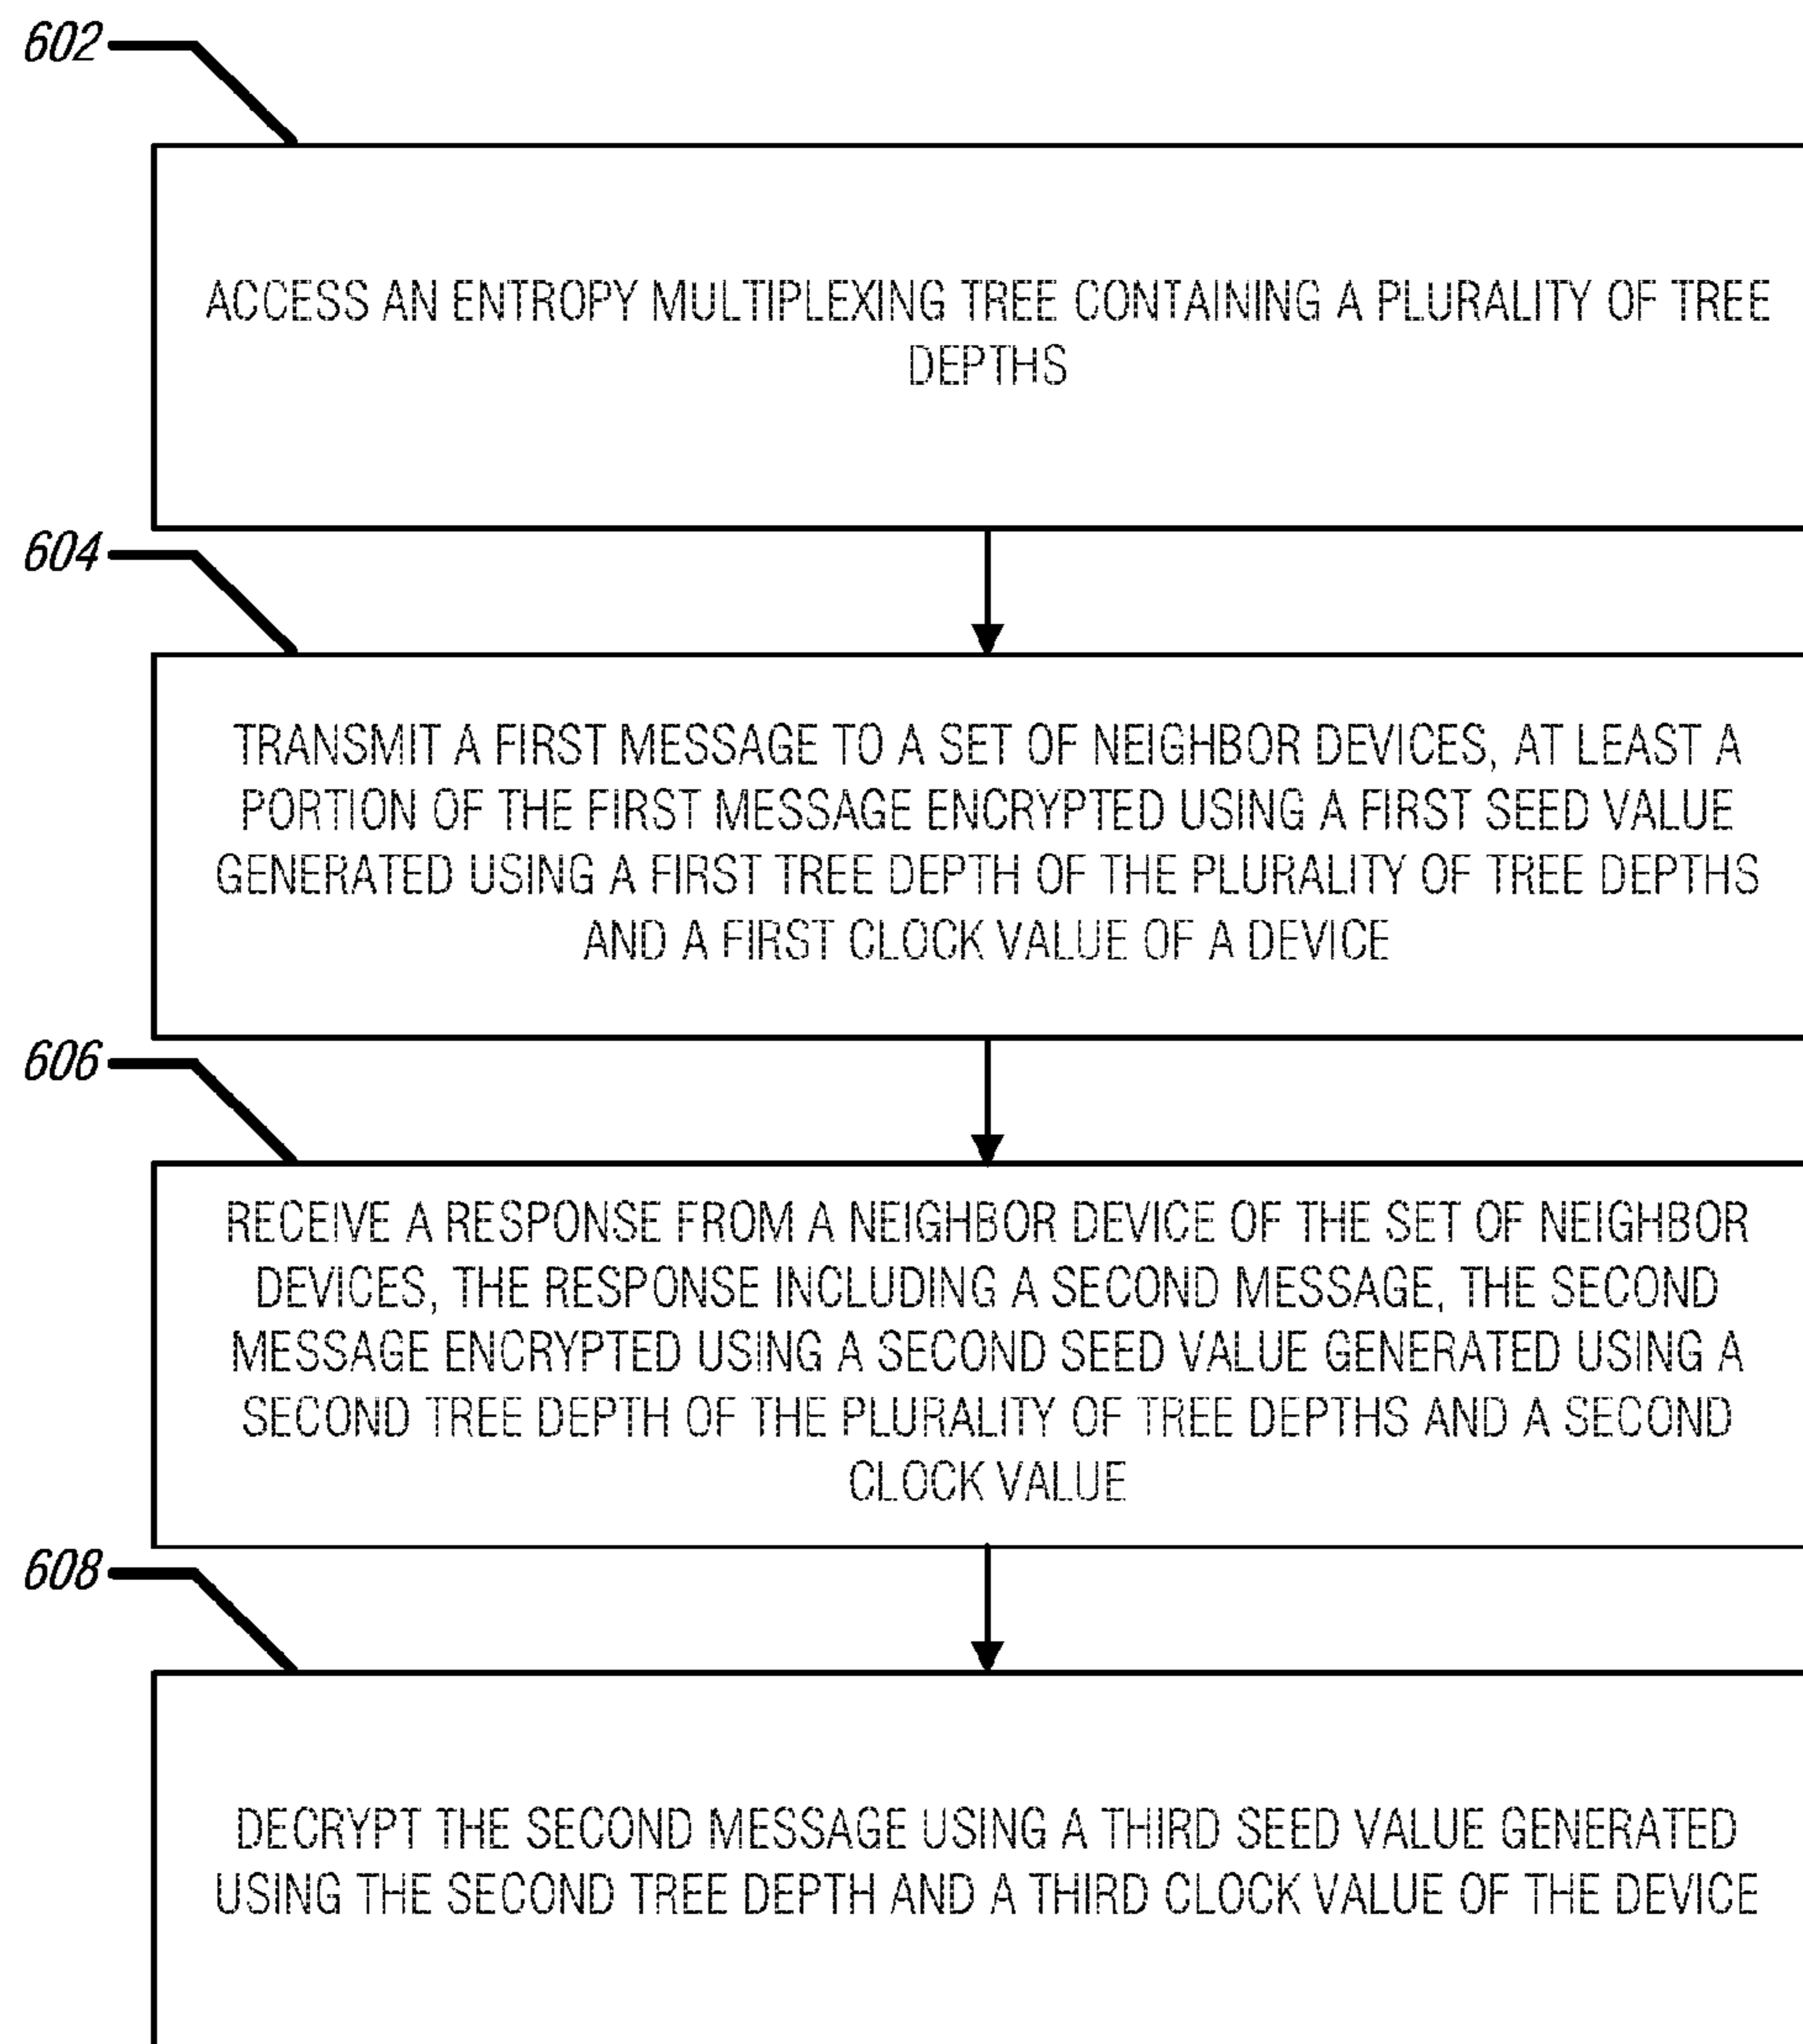 602
ACCESS AN ENTROPY MULTIPLEXING TREE CONTAINING A PLURALITY OF TREE
DEPTHS
604
TRANSMIT A FIRST MESSAGE TO A SET OF NEIGHBOR DEVICES, AT LEAST A
PORTION OF THE FIRST MESSAGE ENCRYPTED USING A FIRST SEED VALUE
GENERATED USING A FIRST TREE DEPTH OF THE PLURALITY OF TREE DEPTHS
AND A FIRST CLOCK VALUE OF A DEVICE
606
RECEIVE A RESPONSE FROM A NEIGHBOR DEVICE OF THE SET OF NEIGHBOR
DEVICES, THE RESPONSE INCLUDING A SECOND MESSAGE, THE SECOND
MESSAGE ENCRYPTED USING A SECOND SEED VALUE GENERATED USING A
SECOND TREE DEPTH OF THE PLURALITY OF TREE DEPTHS AND A SECOND
CLOCK VALUE
608
DECRYPT THE SECOND MESSAGE USING A THIRD SEED VALUE GENERATED
USING THE SECOND TREE DEPTH AND A THIRD CLOCK VALUE OF THE DEVICE